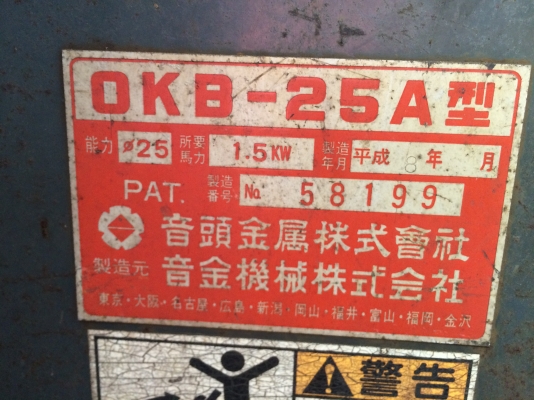 OKB-25A型
能力 ø25 所要馬力 1.5KW 製造年月 平成 8年 月
PAT. 製造番号 No 58199
音頭金属株式會社
製造元 音金機械株式会社
東京・大阪・名古屋・広島・新潟・岡山・福井・富山・福岡・金沢
警告